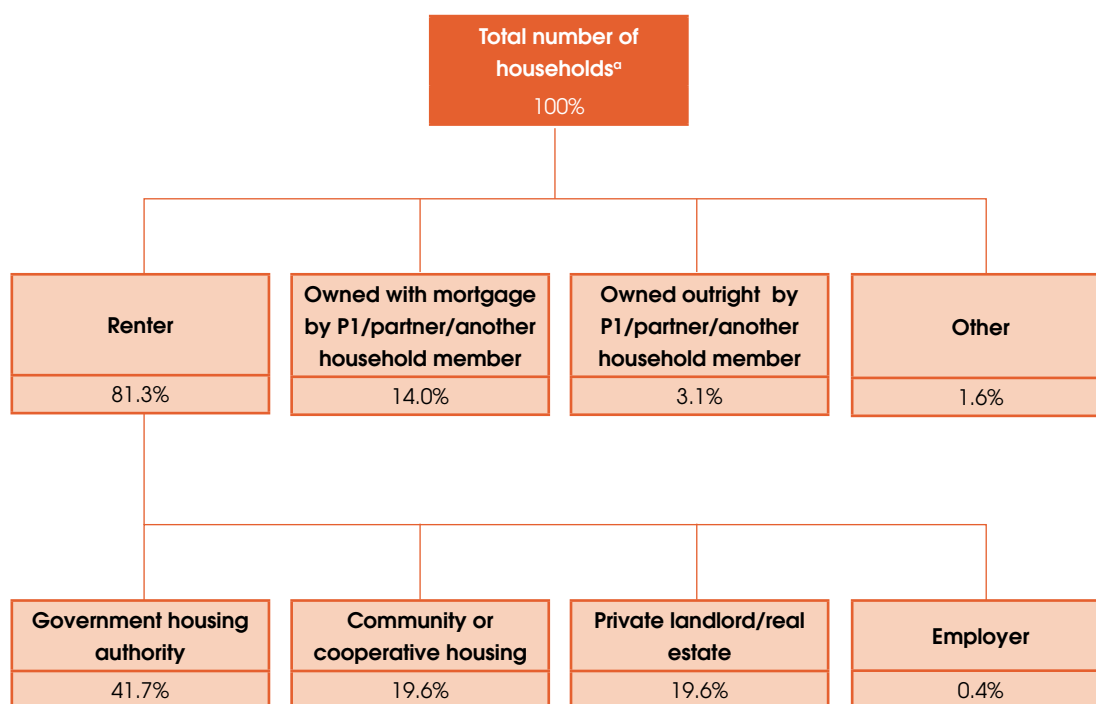 Total number of
householdsᵃ
100%
Renter
81.3%
Owned with mortgage
by P1/partner/another
household member
14.0%
Owned outright by
P1/partner/another
household member
3.1%
Other
1.6%
Government housing
authority
41.7%
Community or
cooperative housing
19.6%
Private landlord/real
estate
19.6%
Employer
0.4%